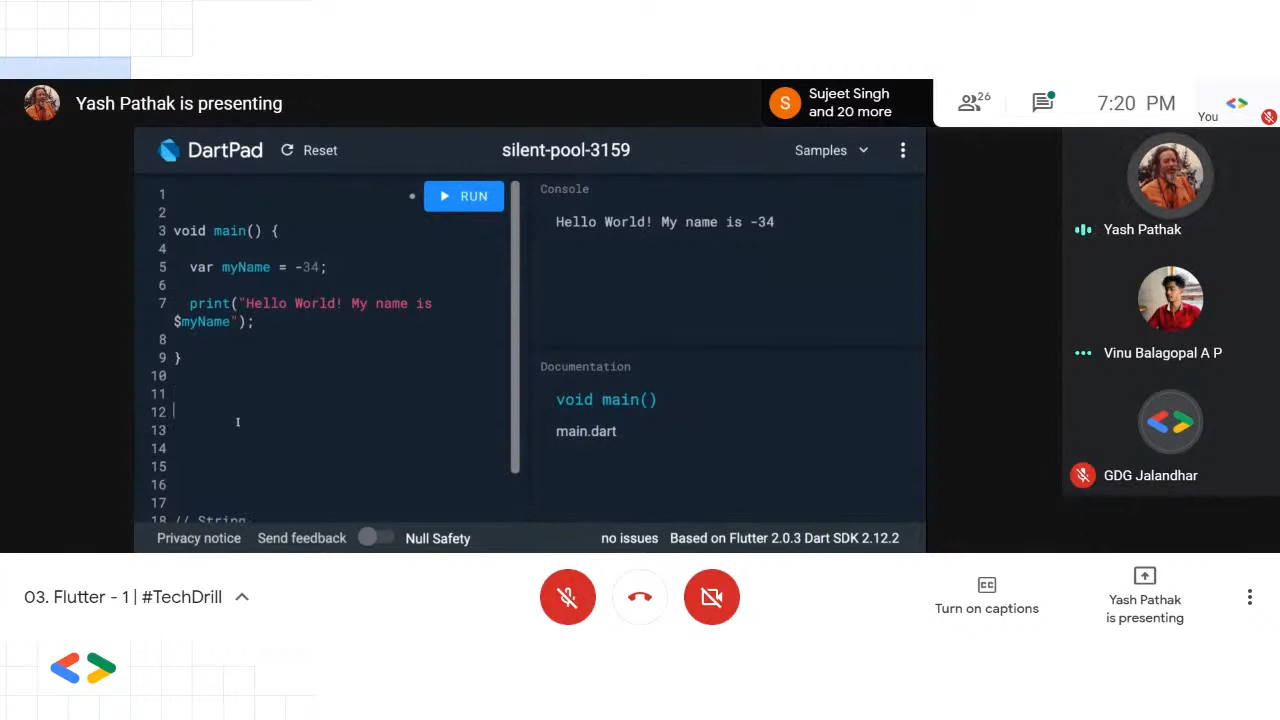 Yash Pathak is presenting
Sujeet Singh
and 20 more
26
7:20 PM
You
DartPad
Reset
silent-pool-3159
Samples
RUN
1
2
3 void main() {
4
5 var myName = -34;
6
7 print("Hello World! My name is
$myName");
8
9 }
10
11
12
13
14
15
16
17
18 // String
Console
Hello World! My name is -34
Documentation
void main()
main.dart
Privacy notice
Send feedback
Null Safety
no issues
Based on Flutter 2.0.3 Dart SDK 2.12.2
Yash Pathak
Vinu Balagopal A P
GDG Jalandhar
03. Flutter - 1 | #TechDrill
CC
Turn on captions
Yash Pathak
is presenting
S